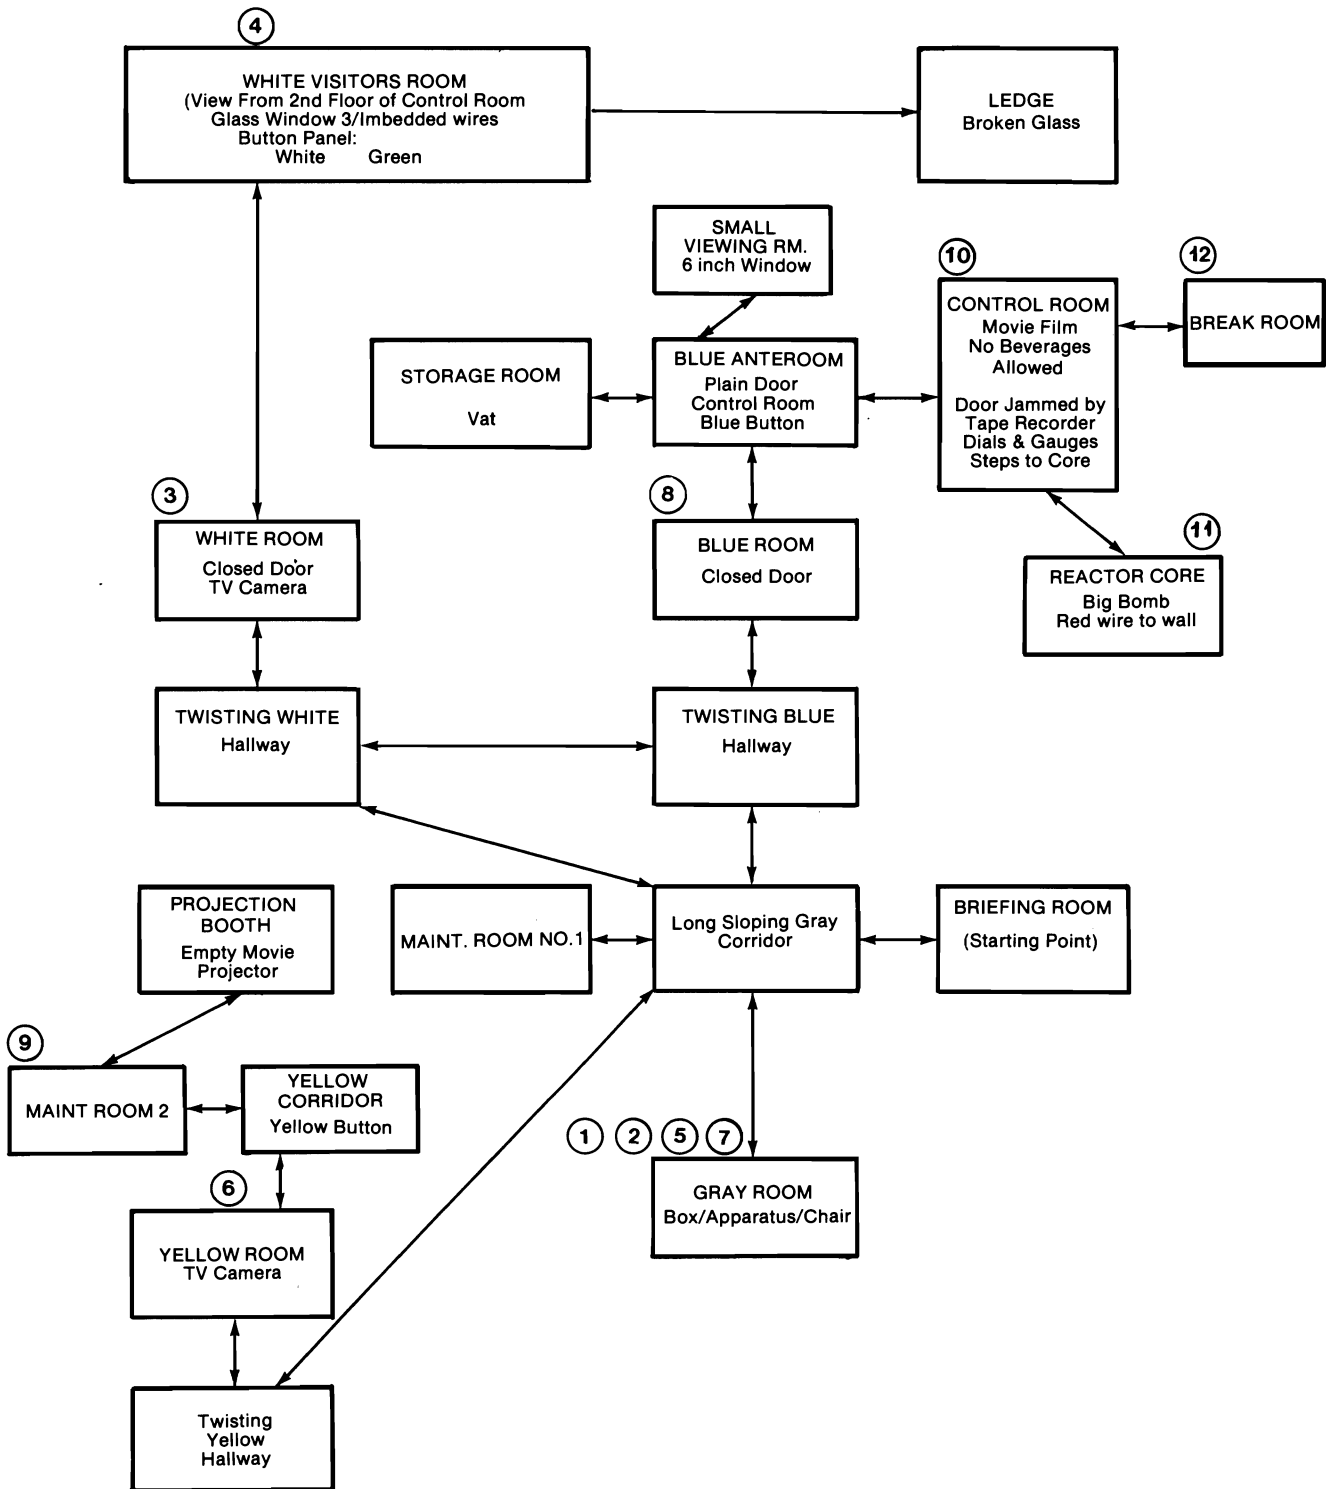 4
WHITE VISITORS ROOM
(View From 2nd Floor of Control Room
Glass Window 3/Imbedded wires
Button Panel:
White Green
LEDGE
Broken Glass
SMALL
VIEWING RM.
6 inch Window
10
CONTROL ROOM
Movie Film
No Beverages
Allowed
Door Jammed by
Tape Recorder
Dials & Gauges
Steps to Core
12
BREAK ROOM
STORAGE ROOM
Vat
BLUE ANTEROOM
Plain Door
Control Room
Blue Button
3
WHITE ROOM
Closed Door
TV Camera
8
BLUE ROOM
Closed Door
11
REACTOR CORE
Big Bomb
Red wire to wall
TWISTING WHITE
Hallway
TWISTING BLUE
Hallway
PROJECTION
BOOTH
Empty Movie
Projector
MAINT. ROOM NO.1
Long Sloping Gray
Corridor
BRIEFING ROOM
(Starting Point)
9
MAINT ROOM 2
YELLOW
CORRIDOR
Yellow Button
1 2 5 7
GRAY ROOM
Box/Apparatus/Chair
6
YELLOW ROOM
TV Camera
Twisting
Yellow
Hallway